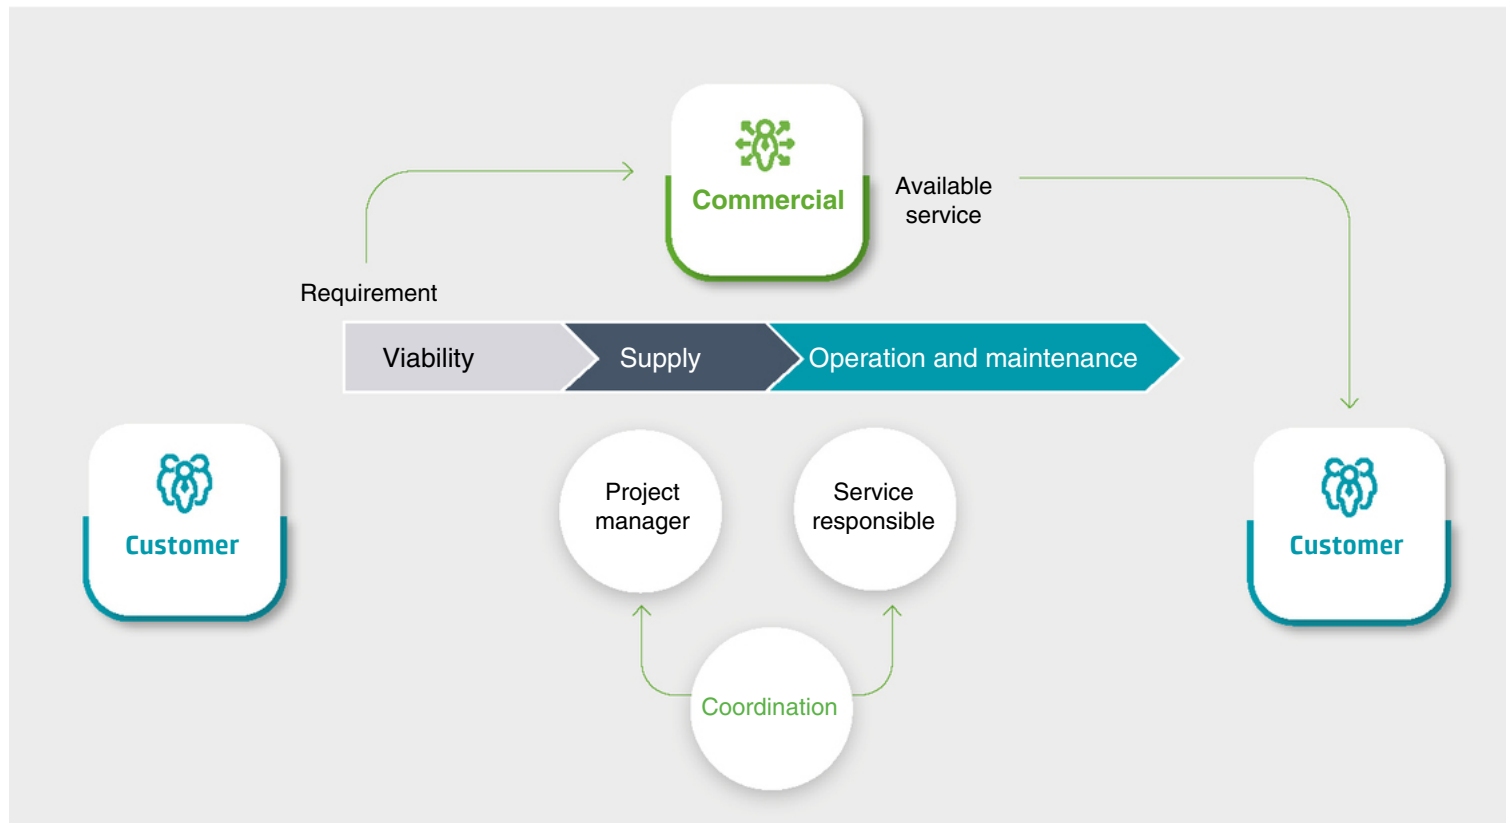 Commercial
Available
service
Requirement
Viability
Supply
Operation and maintenance
Customer
Project
manager
Service
responsible
Customer
Coordination